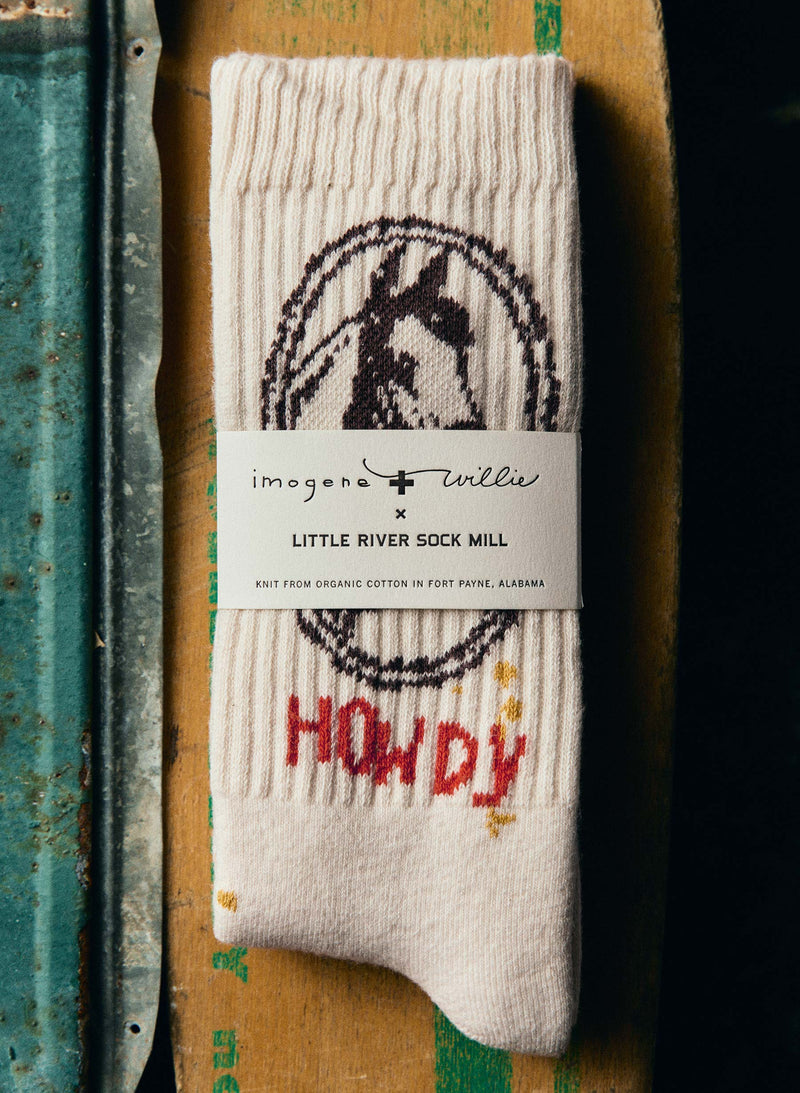 imogene + willie
×
LITTLE RIVER SOCK MILL
KNIT FROM ORGANIC COTTON IN FORT PAYNE, ALABAMA
HOWDY